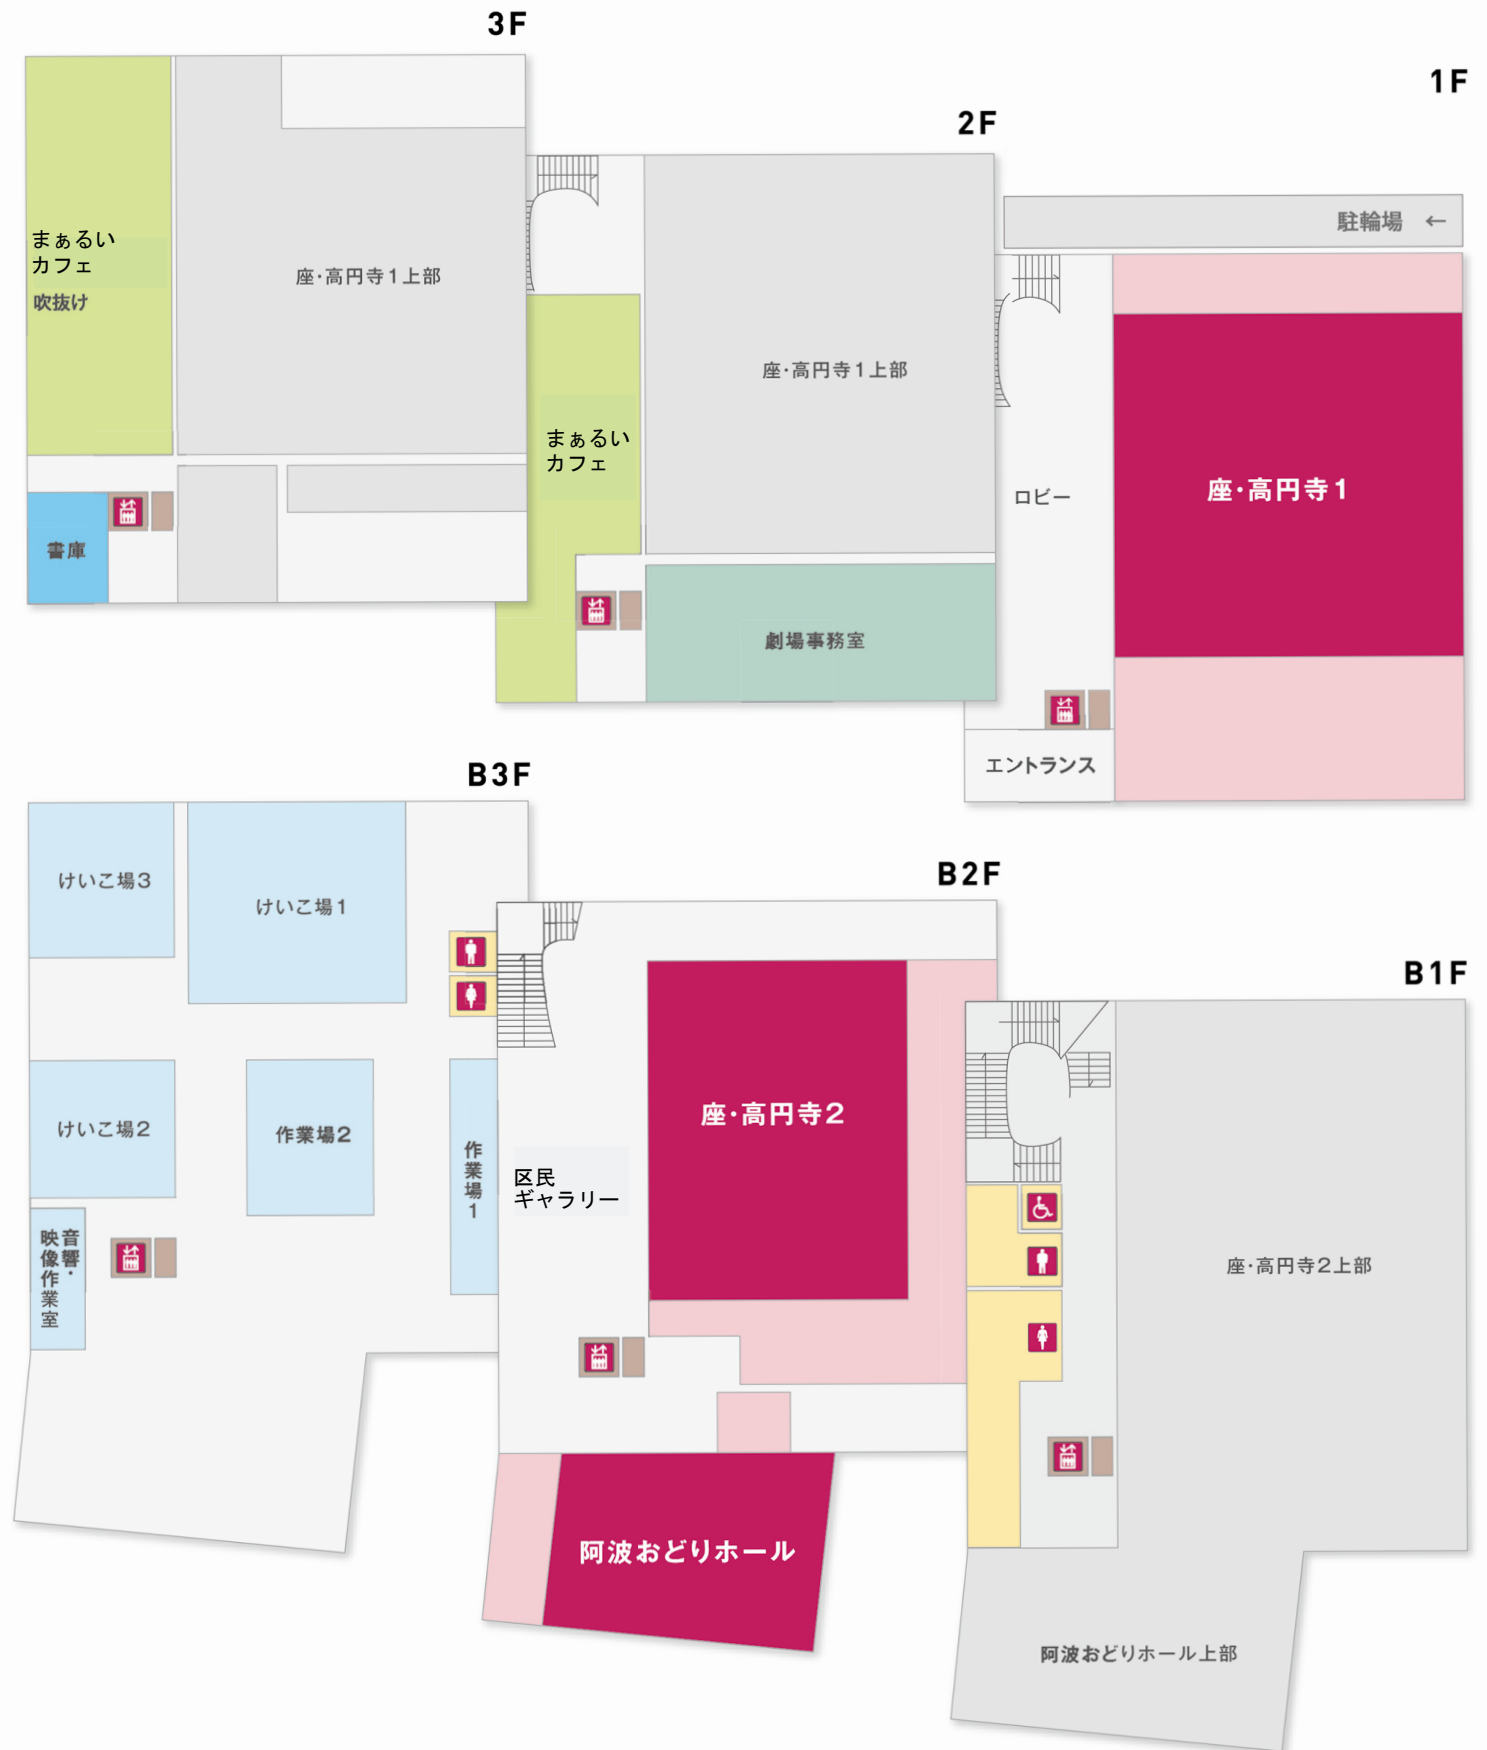 3F
まぁるい
カフェ
吹抜け
座・高円寺1上部
書庫
2F
座・高円寺1上部
まぁるい
カフェ
劇場事務室
1F
駐輪場 ←
座・高円寺1
ロビー
エントランス
B3F
けいこ場3
けいこ場1
けいこ場2
作業場2
作業場1
音響・
映像作業室
B2F
座・高円寺2
区民
ギャラリー
阿波おどりホール
B1F
座・高円寺2上部
阿波おどりホール上部